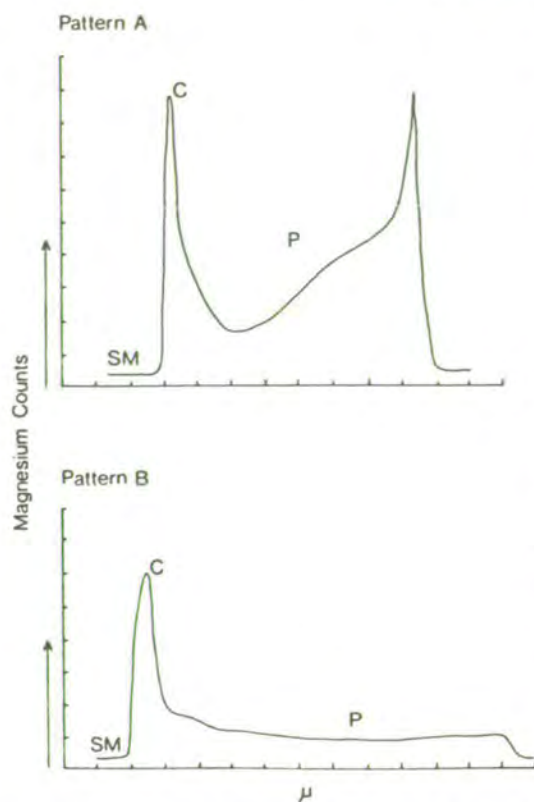 Pattern A
C
P
SM
Magnesium Counts
Pattern B
C
P
SM
μ